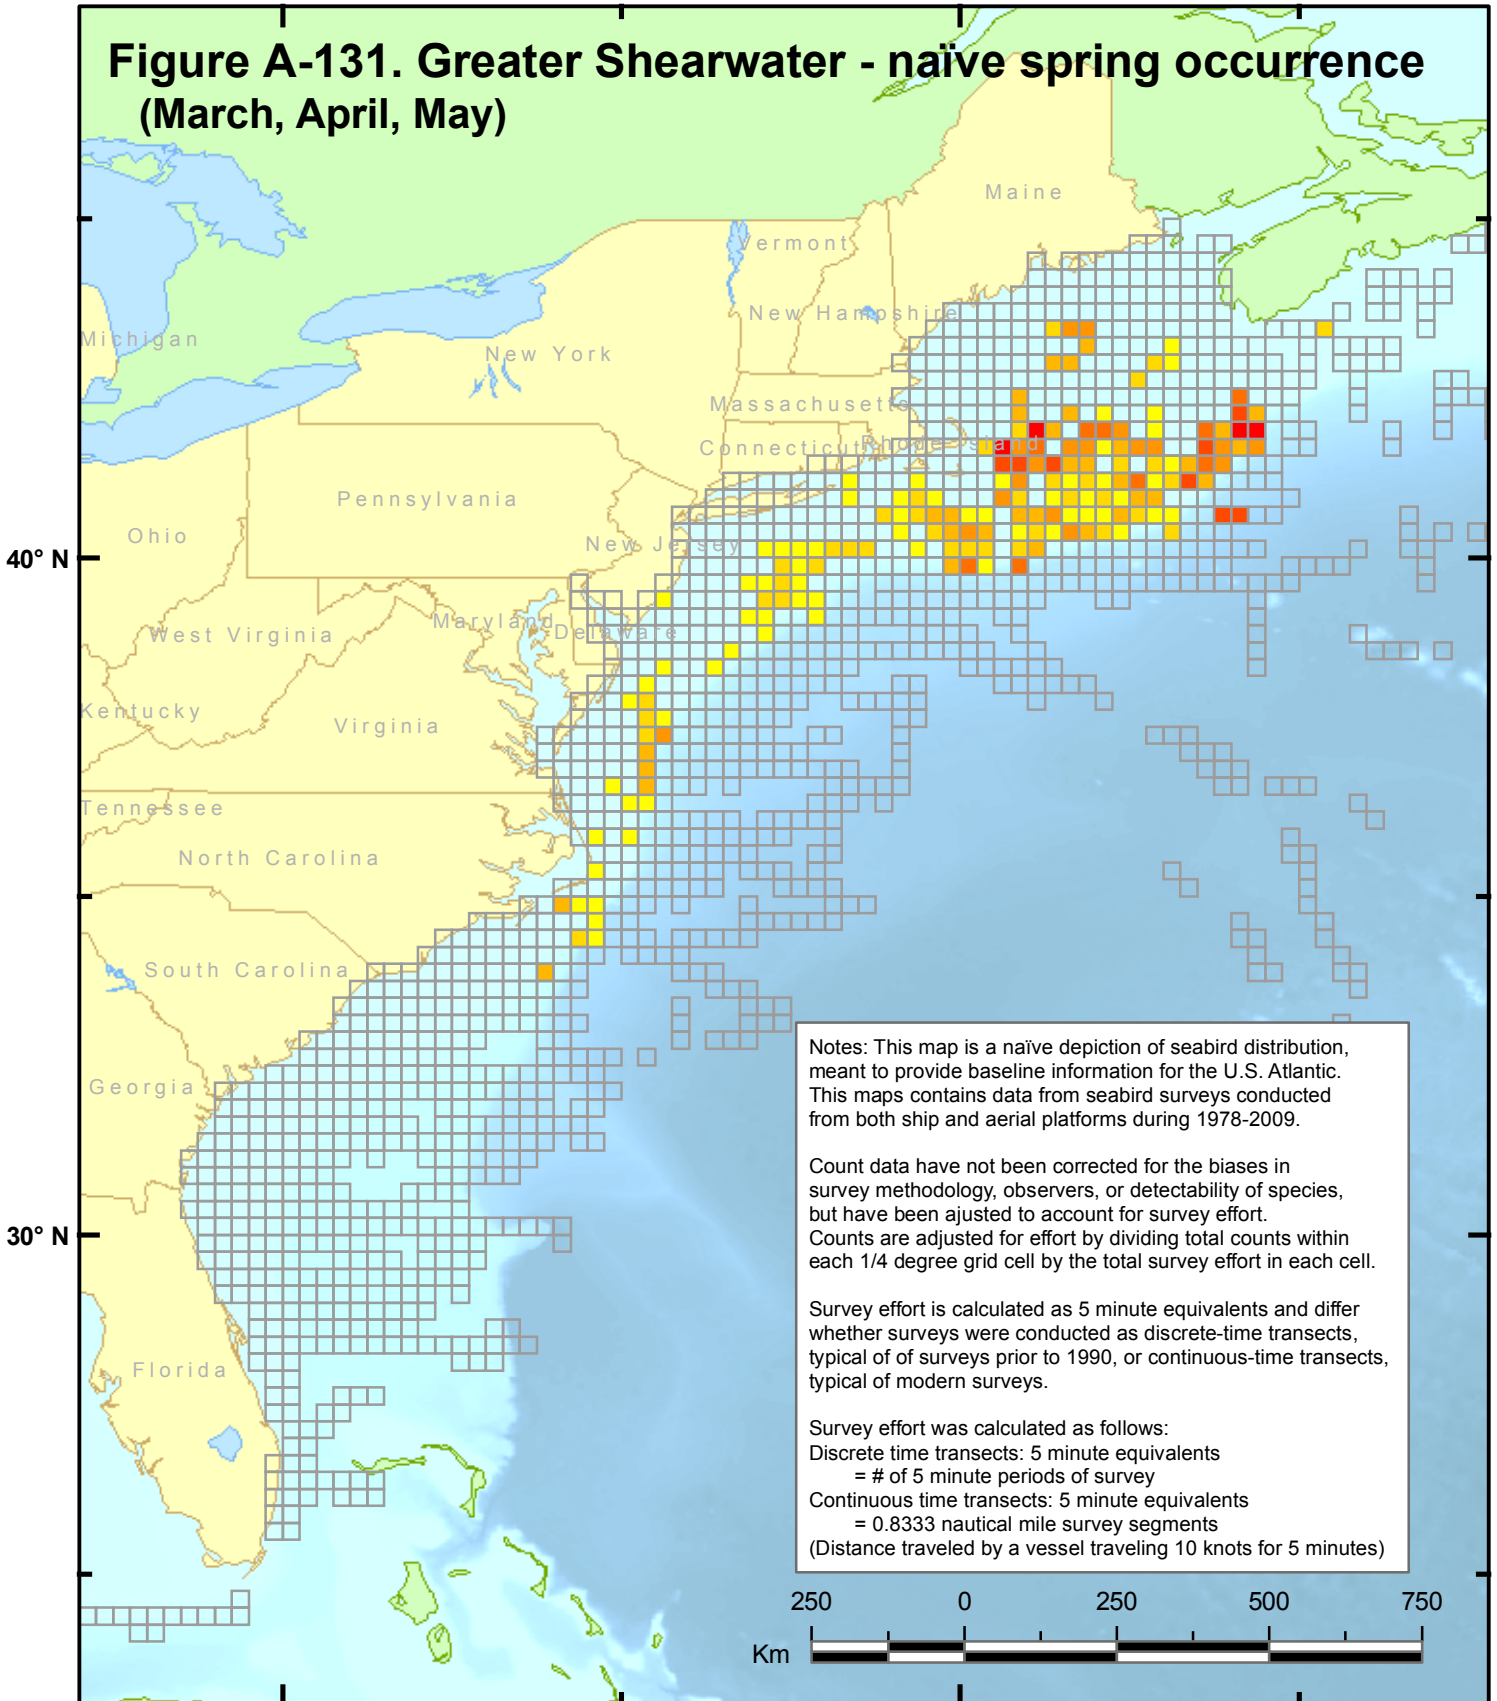 Figure A-131. Greater Shearwater - naïve spring occurrence
(March, April, May)
Maine
Vermont
New Hampshire
Michigan
New York
Massachusetts
Connecticut
Rhode Island
Pennsylvania
Ohio
New Jersey
40° N
West Virginia
Maryland
Delaware
Kentucky
Virginia
Tennessee
North Carolina
South Carolina
Georgia
30° N
Florida
Notes: This map is a naïve depiction of seabird distribution,
meant to provide baseline information for the U.S. Atlantic.
This maps contains data from seabird surveys conducted
from both ship and aerial platforms during 1978-2009.
Count data have not been corrected for the biases in
survey methodology, observers, or detectability of species,
but have been ajusted to account for survey effort.
Counts are adjusted for effort by dividing total counts within
each 1/4 degree grid cell by the total survey effort in each cell.
Survey effort is calculated as 5 minute equivalents and differ
whether surveys were conducted as discrete-time transects,
typical of of surveys prior to 1990, or continuous-time transects,
typical of modern surveys.
Survey effort was calculated as follows:
Discrete time transects: 5 minute equivalents
= # of 5 minute periods of survey
Continuous time transects: 5 minute equivalents
= 0.8333 nautical mile survey segments
(Distance traveled by a vessel traveling 10 knots for 5 minutes)
250 0 250 500 750
Km